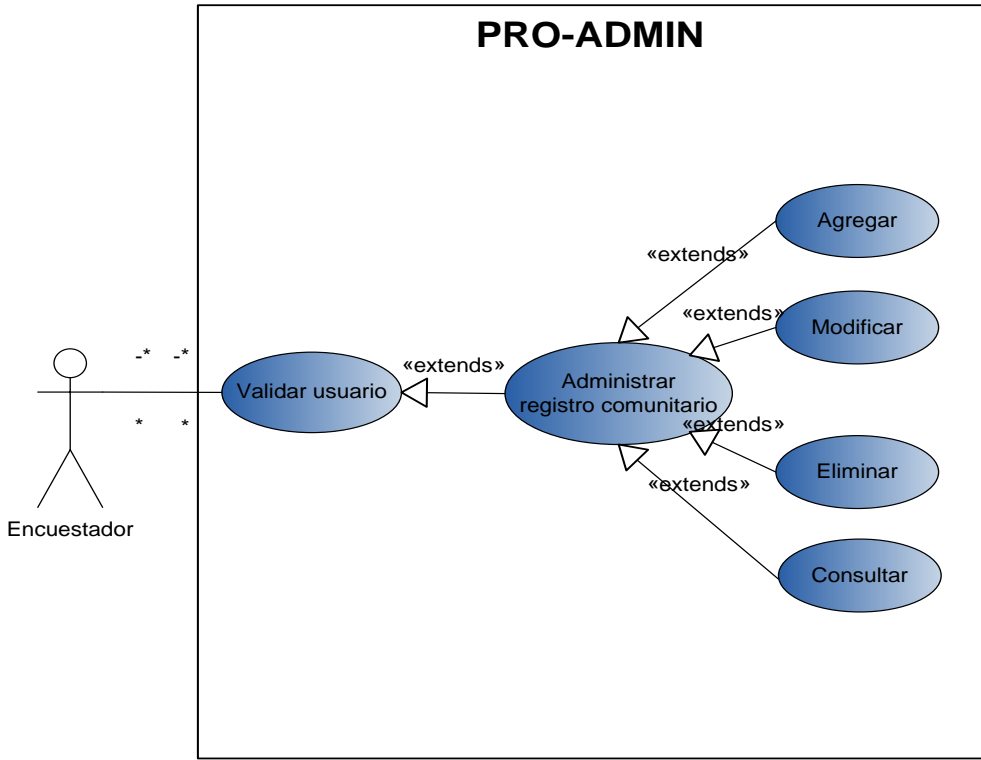 PRO-ADMIN
Agregar
«extends»
«extends»
Modificar
-* -*
«extends»
Validar usuario
Administrar
registro comunitario
* *
«extends»
Eliminar
«extends»
Encuestador
Consultar